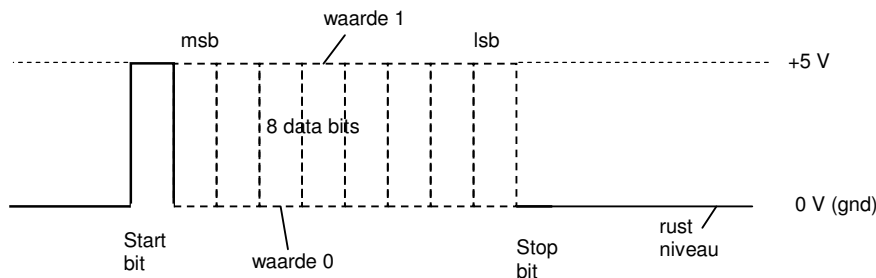 waarde 1
msb
lsb
+5 V
8 data bits
0 V (gnd)
Start
bit
waarde 0
Stop
bit
rust
niveau